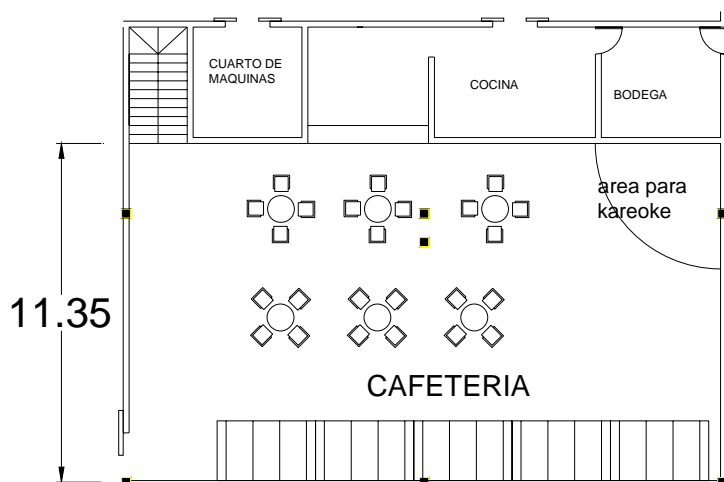 CUARTO DE
MAQUINAS
COCINA
BODEGA
area para
kareoke
11.35
CAFETERIA